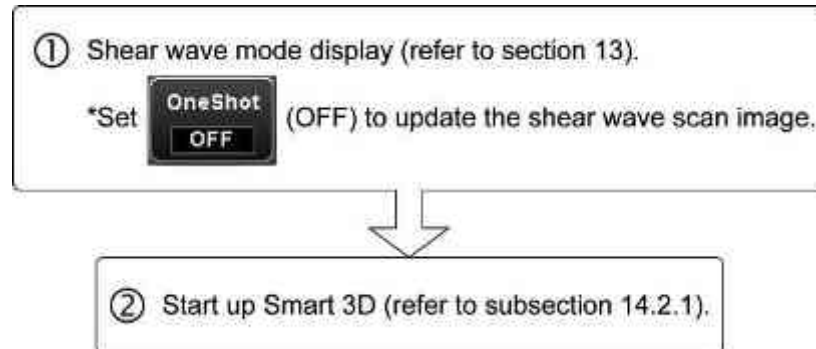 ① Shear wave mode display (refer to section 13).
*Set OneShot OFF (OFF) to update the shear wave scan image.
② Start up Smart 3D (refer to subsection 14.2.1).